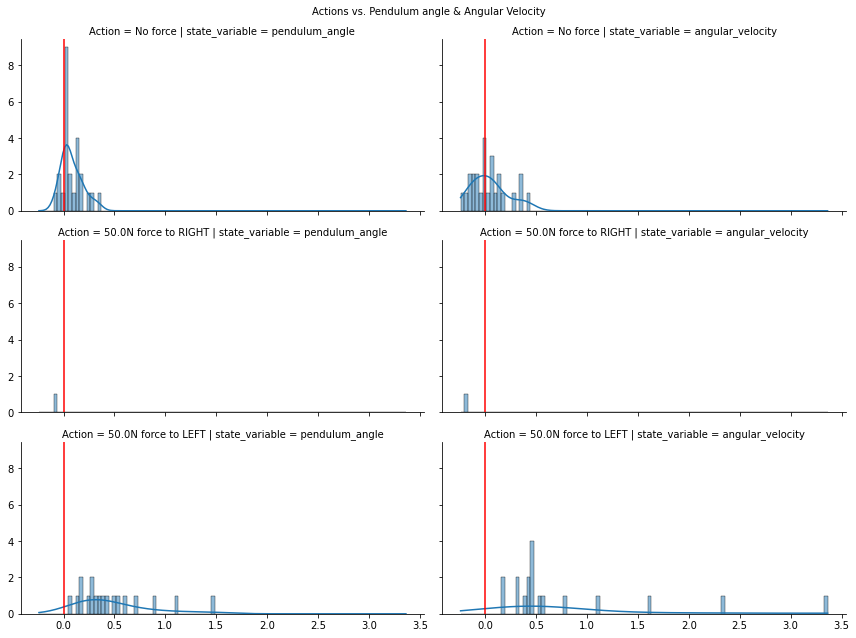 Actions vs. Pendulum angle & Angular Velocity
Action = No force | state_variable = pendulum_angle
Action = No force | state_variable = angular_velocity
8
6
4
2
0
Action = 50.0N force to RIGHT | state_variable = pendulum_angle
Action = 50.0N force to RIGHT | state_variable = angular_velocity
8
6
4
2
0
Action = 50.0N force to LEFT | state_variable = pendulum_angle
Action = 50.0N force to LEFT | state_variable = angular_velocity
8
6
4
2
0
0.0 0.5 1.0 1.5 2.0 2.5 3.0 3.5
0.0 0.5 1.0 1.5 2.0 2.5 3.0 3.5